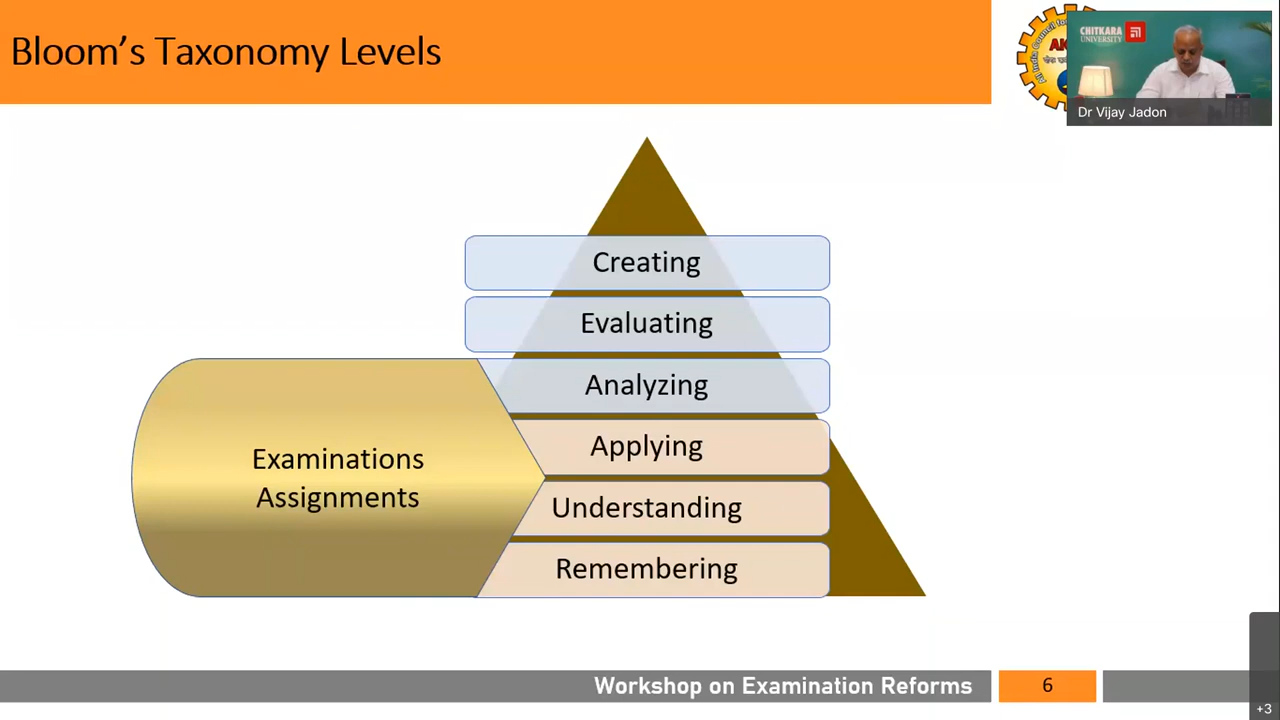 Bloom's Taxonomy Levels
CHITKARA
UNIVERSITY
Dr Vijay Jadon
Creating
Evaluating
Analyzing
Applying
Understanding
Remembering
Examinations
Assignments
Workshop on Examination Reforms
6
+3